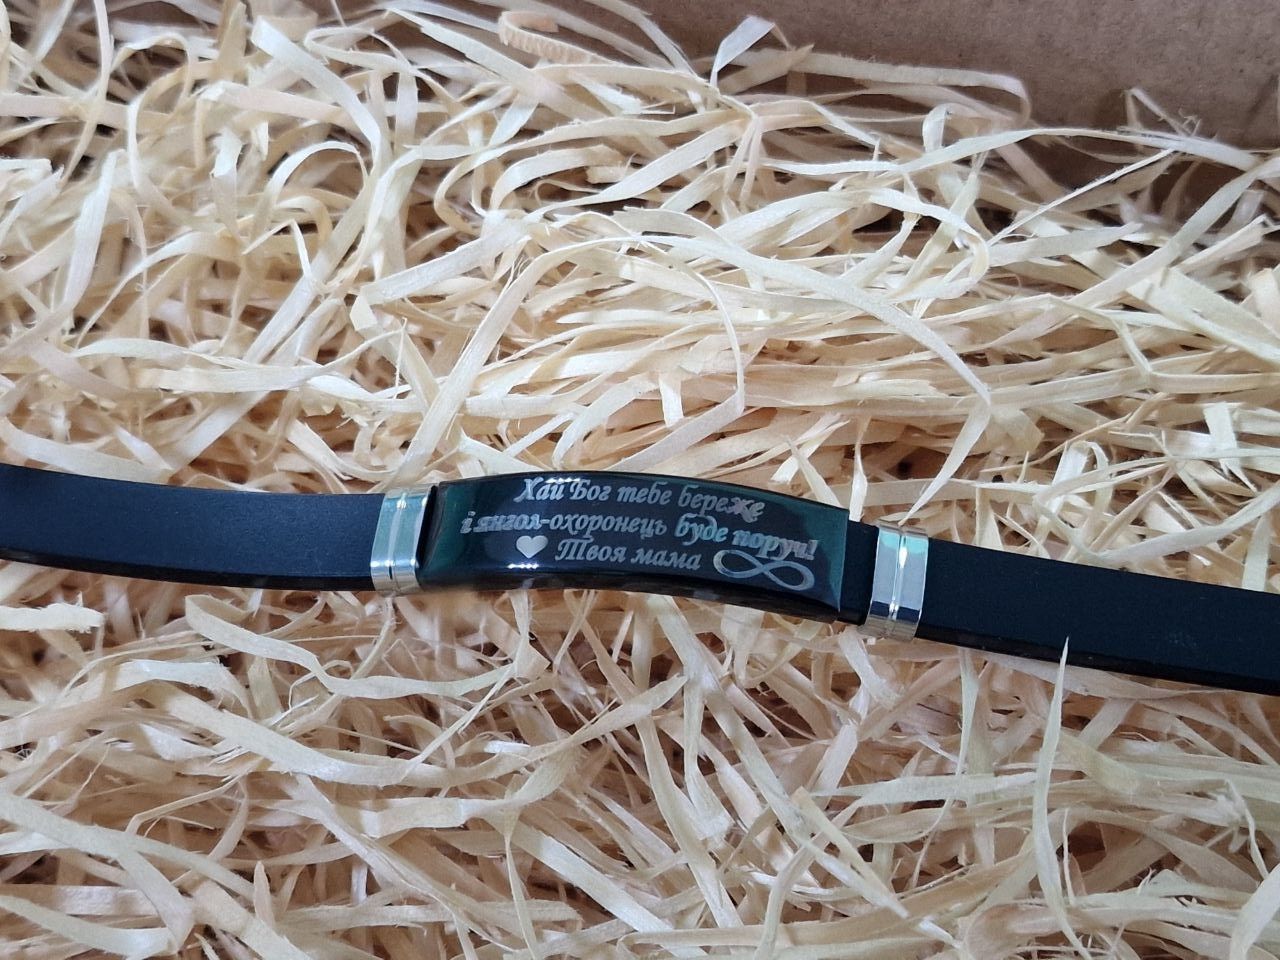 Хай Бог тебе береже
і янгол-охоронець буде поруч!
Твоя мама